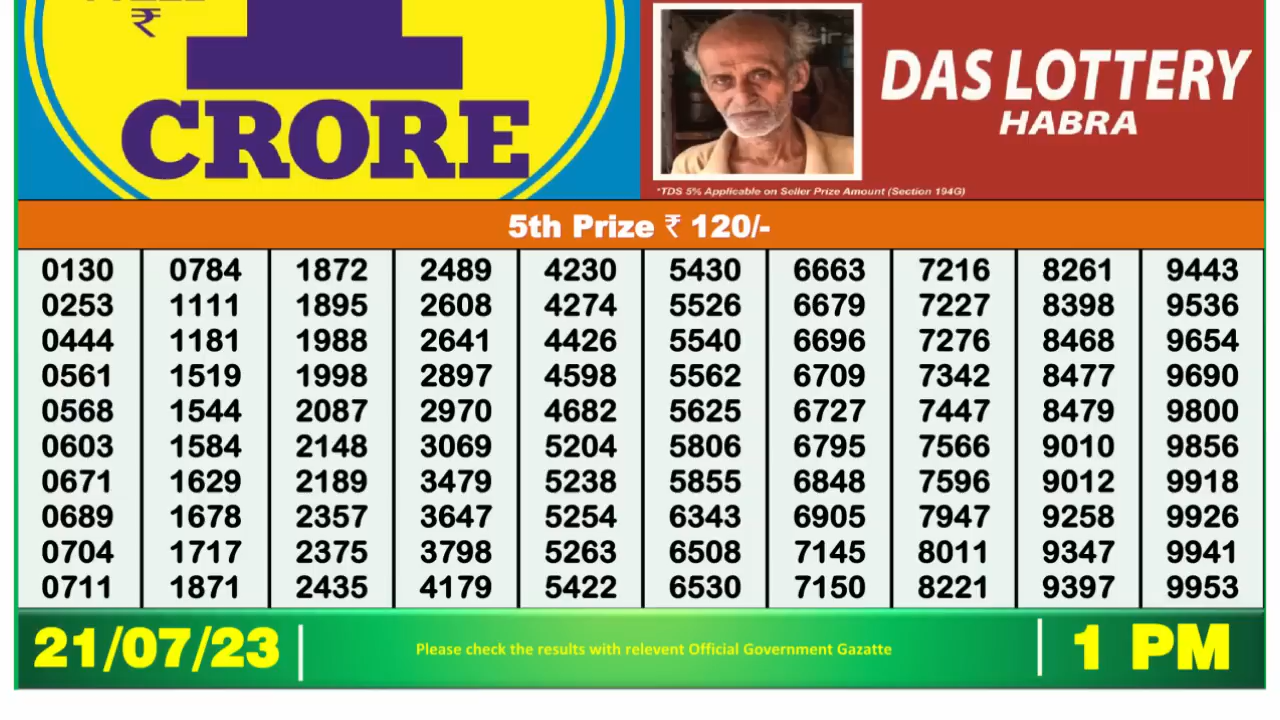 ₹
1
CRORE
DAS LOTTERY
HABRA
*TDS 5% Applicable on Seller Prize Amount (Section 194G)
5th Prize ₹ 120/-
0130 0784 1872 2489 4230 5430 6663 7216 8261 9443
0253 1111 1895 2608 4274 5526 6679 7227 8398 9536
0444 1181 1988 2641 4426 5540 6696 7276 8468 9654
0561 1519 1998 2897 4598 5562 6709 7342 8477 9690
0568 1544 2087 2970 4682 5625 6727 7447 8479 9800
0603 1584 2148 3069 5204 5806 6795 7566 9010 9856
0671 1629 2189 3479 5238 5855 6848 7596 9012 9918
0689 1678 2357 3647 5254 6343 6905 7947 9258 9926
0704 1717 2375 3798 5263 6508 7145 8011 9347 9941
0711 1871 2435 4179 5422 6530 7150 8221 9397 9953
21/07/23 Please check the results with relevent Official Government Gazatte 1 PM